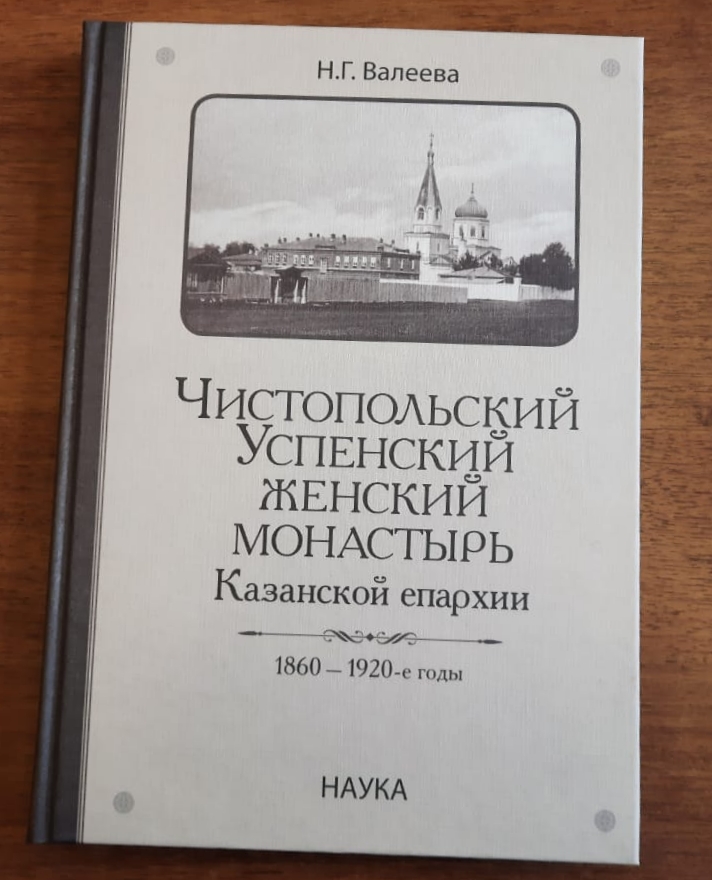 Н.Г. Валеева
Чистопольский
Успенский
женский
монастырь
Казанской епархии
1860 – 1920-е годы
НАУКА